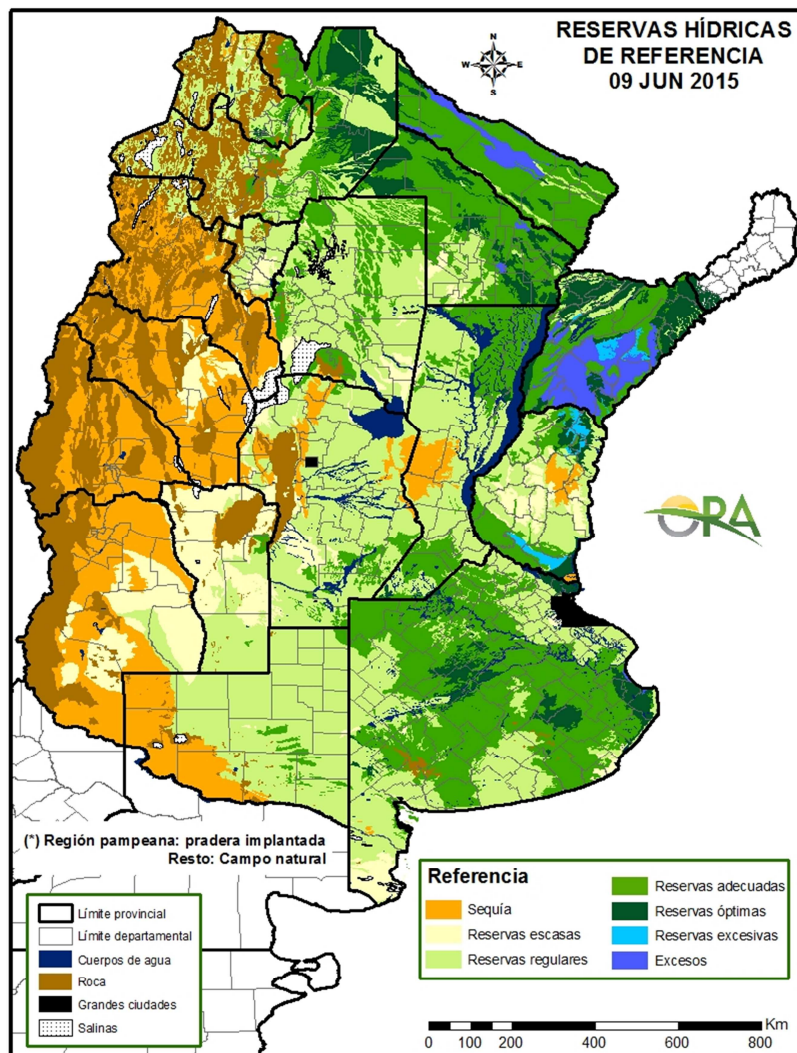 RESERVAS HÍDRICAS
DE REFERENCIA
09 JUN 2015
N
W
E
S
ORA
(*) Región pampeana: pradera implantada
Resto: Campo natural
Límite provincial
Límite departamental
Cuerpos de agua
Roca
Grandes ciudades
Salinas
Referencia
Sequía
Reservas escasas
Reservas regulares
Reservas adecuadas
Reservas óptimas
Reservas excesivas
Excesos
Km
0 100 200 400 600 800